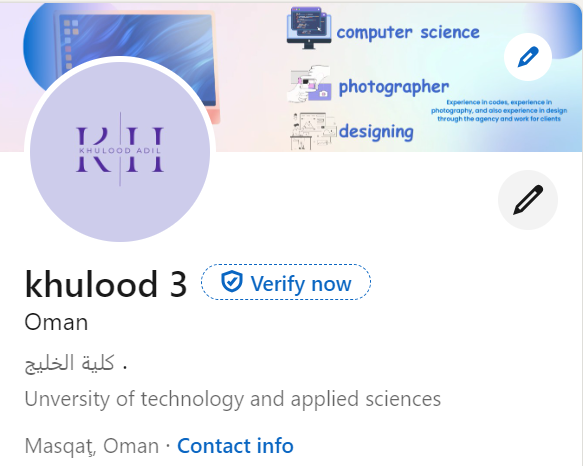 computer science
photographer
Experience in codes, experience in
photography, and also experience in design
through the agency and work for clients
designing
KH
KHULOOD ADIL
khulood 3
Verify now
Oman
كلية الخليج .
Unversity of technology and applied sciences
Masqaţ, Oman · Contact info